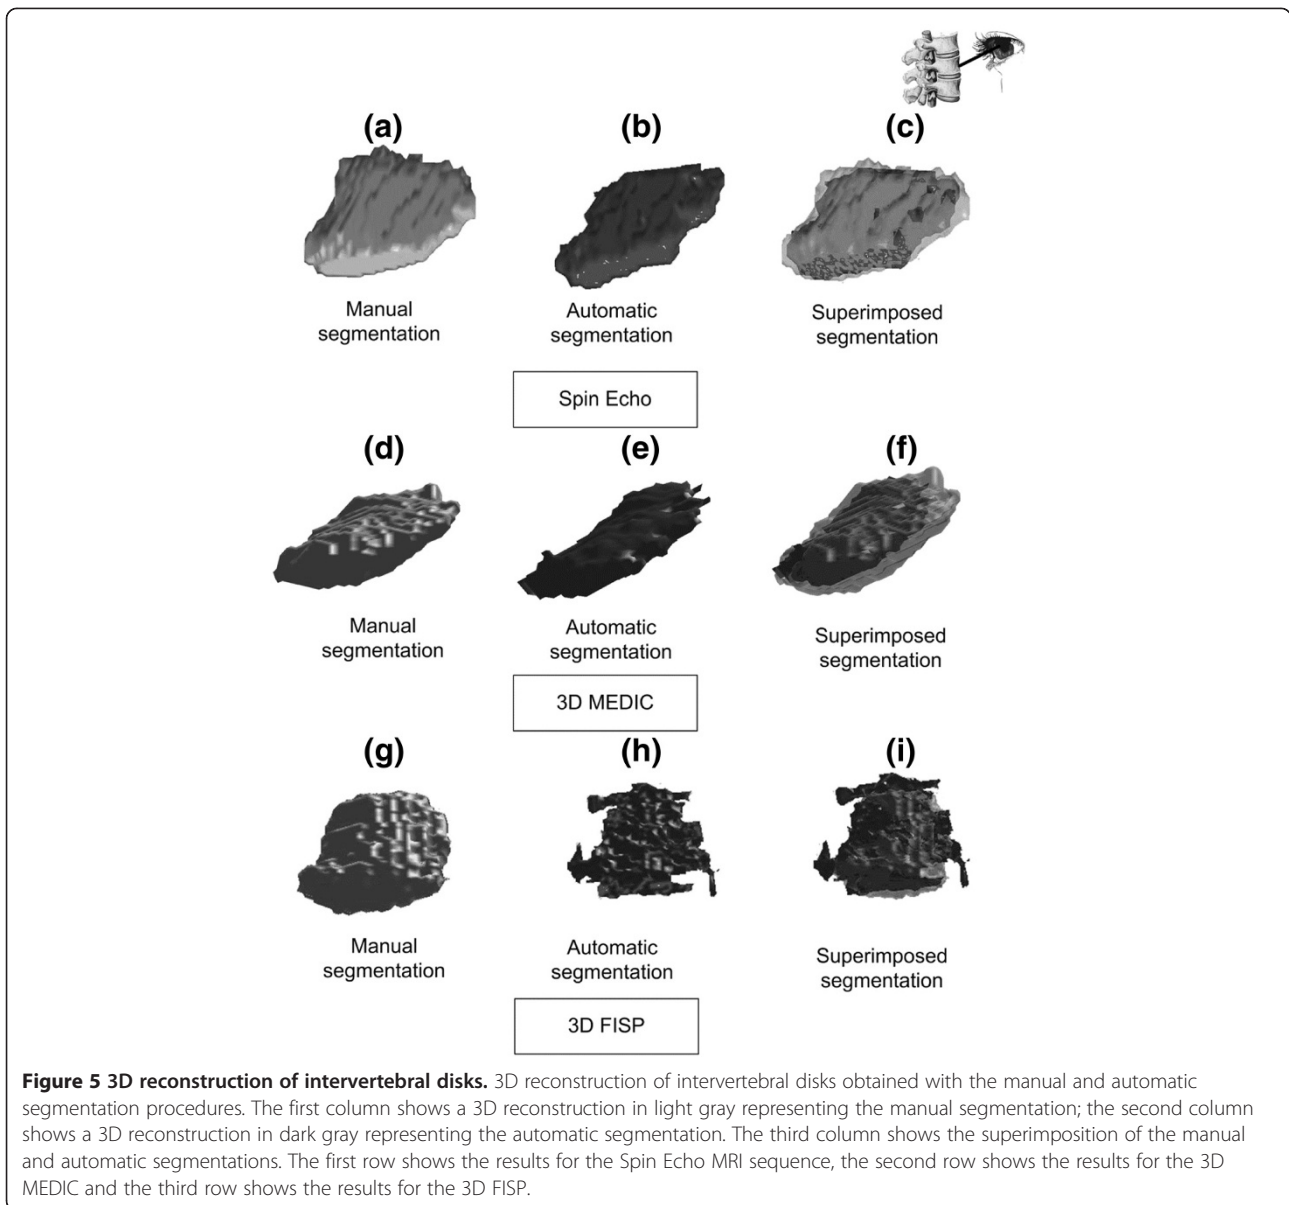 (a) (b) (c)
Manual Automatic Superimposed
segmentation segmentation segmentation
Spin Echo
(d) (e) (f)
Manual Automatic Superimposed
segmentation segmentation segmentation
3D MEDIC
(g) (h) (i)
Manual Automatic Superimposed
segmentation segmentation segmentation
3D FISP
Figure 5 3D reconstruction of intervertebral disks. 3D reconstruction of intervertebral disks obtained with the manual and automatic
segmentation procedures. The first column shows a 3D reconstruction in light gray representing the manual segmentation; the second column
shows a 3D reconstruction in dark gray representing the automatic segmentation. The third column shows the superimposition of the manual
and automatic segmentations. The first row shows the results for the Spin Echo MRI sequence, the second row shows the results for the 3D
MEDIC and the third row shows the results for the 3D FISP.